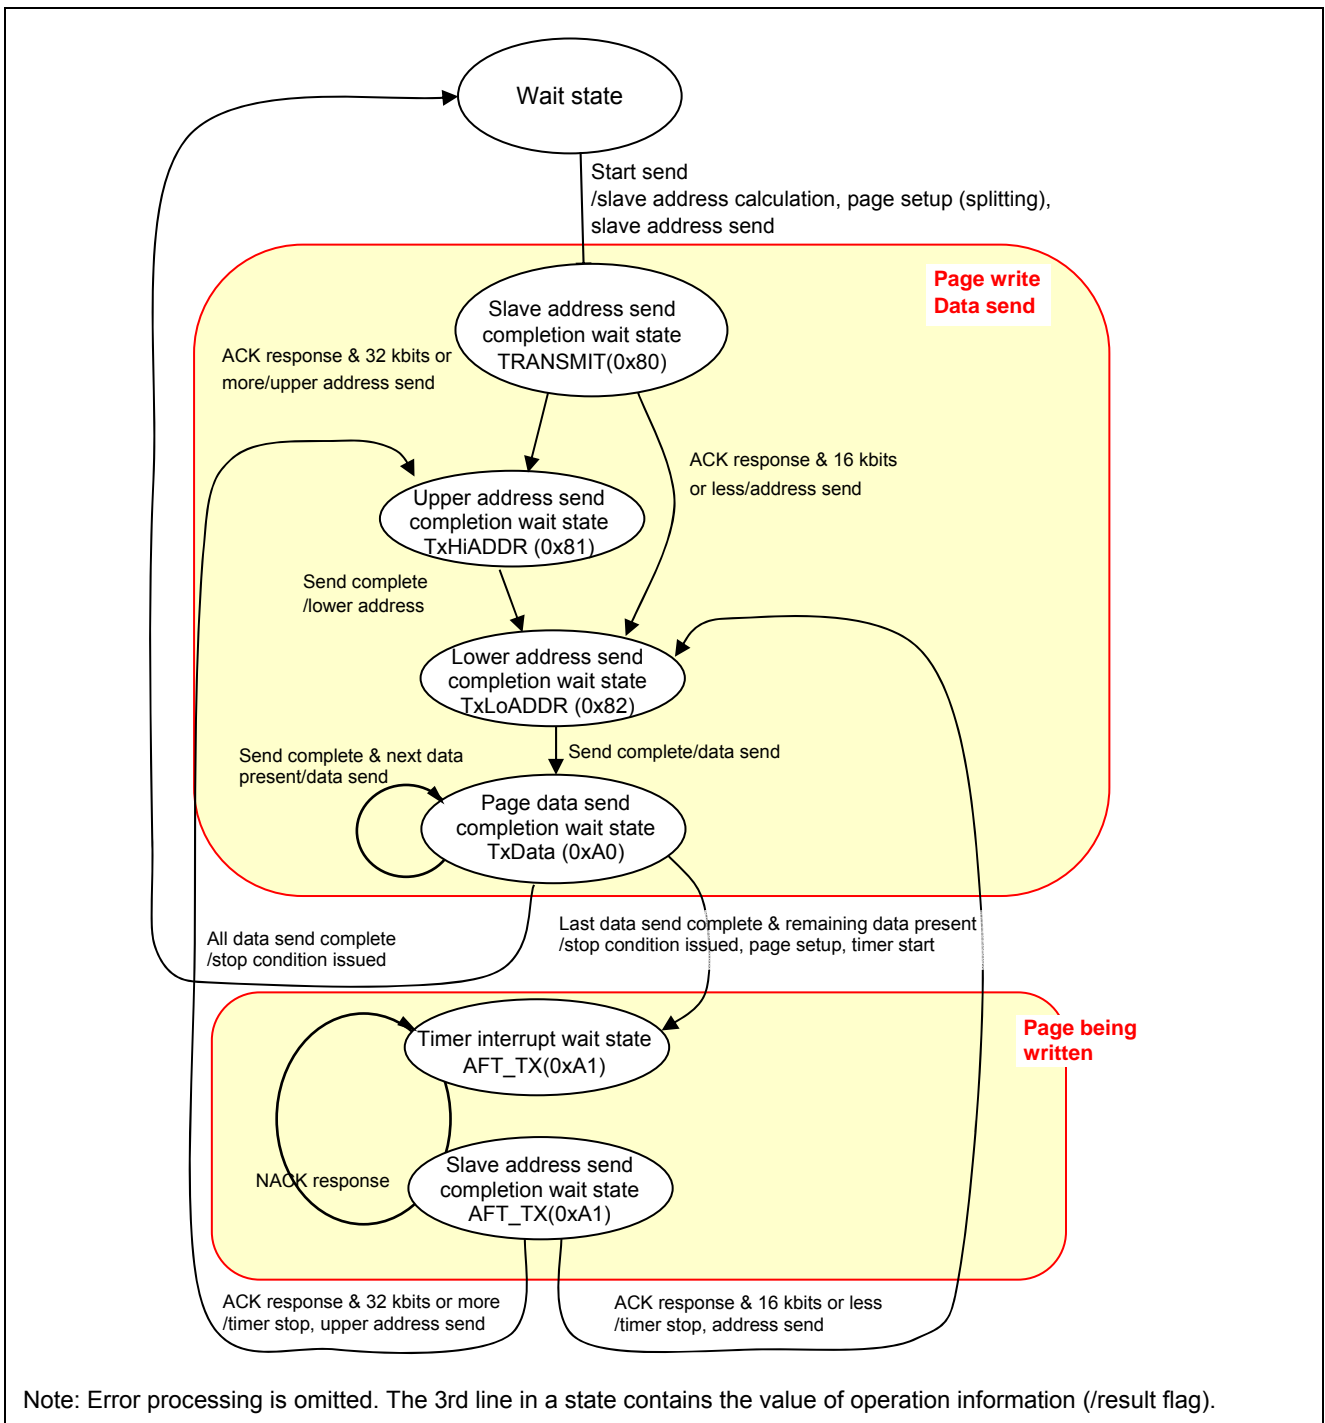 Wait state
Start send
/slave address calculation, page setup (splitting),
slave address send
Page write
Data send
Slave address send
completion wait state
TRANSMIT(0x80)
ACK response & 32 kbits or
more/upper address send
ACK response & 16 kbits
or less/address send
Upper address send
completion wait state
TxHiADDR (0x81)
Send complete
/lower address
Lower address send
completion wait state
TxLoADDR (0x82)
Send complete & next data
present/data send
Send complete/data send
Page data send
completion wait state
TxData (0xA0)
All data send complete
/stop condition issued
Last data send complete & remaining data present
/stop condition issued, page setup, timer start
Page being
written
Timer interrupt wait state
AFT_TX(0xA1)
NACK response
Slave address send
completion wait state
AFT_TX(0xA1)
ACK response & 32 kbits or more
/timer stop, upper address send
ACK response & 16 kbits or less
/timer stop, address send
Note: Error processing is omitted. The 3rd line in a state contains the value of operation information (/result flag).